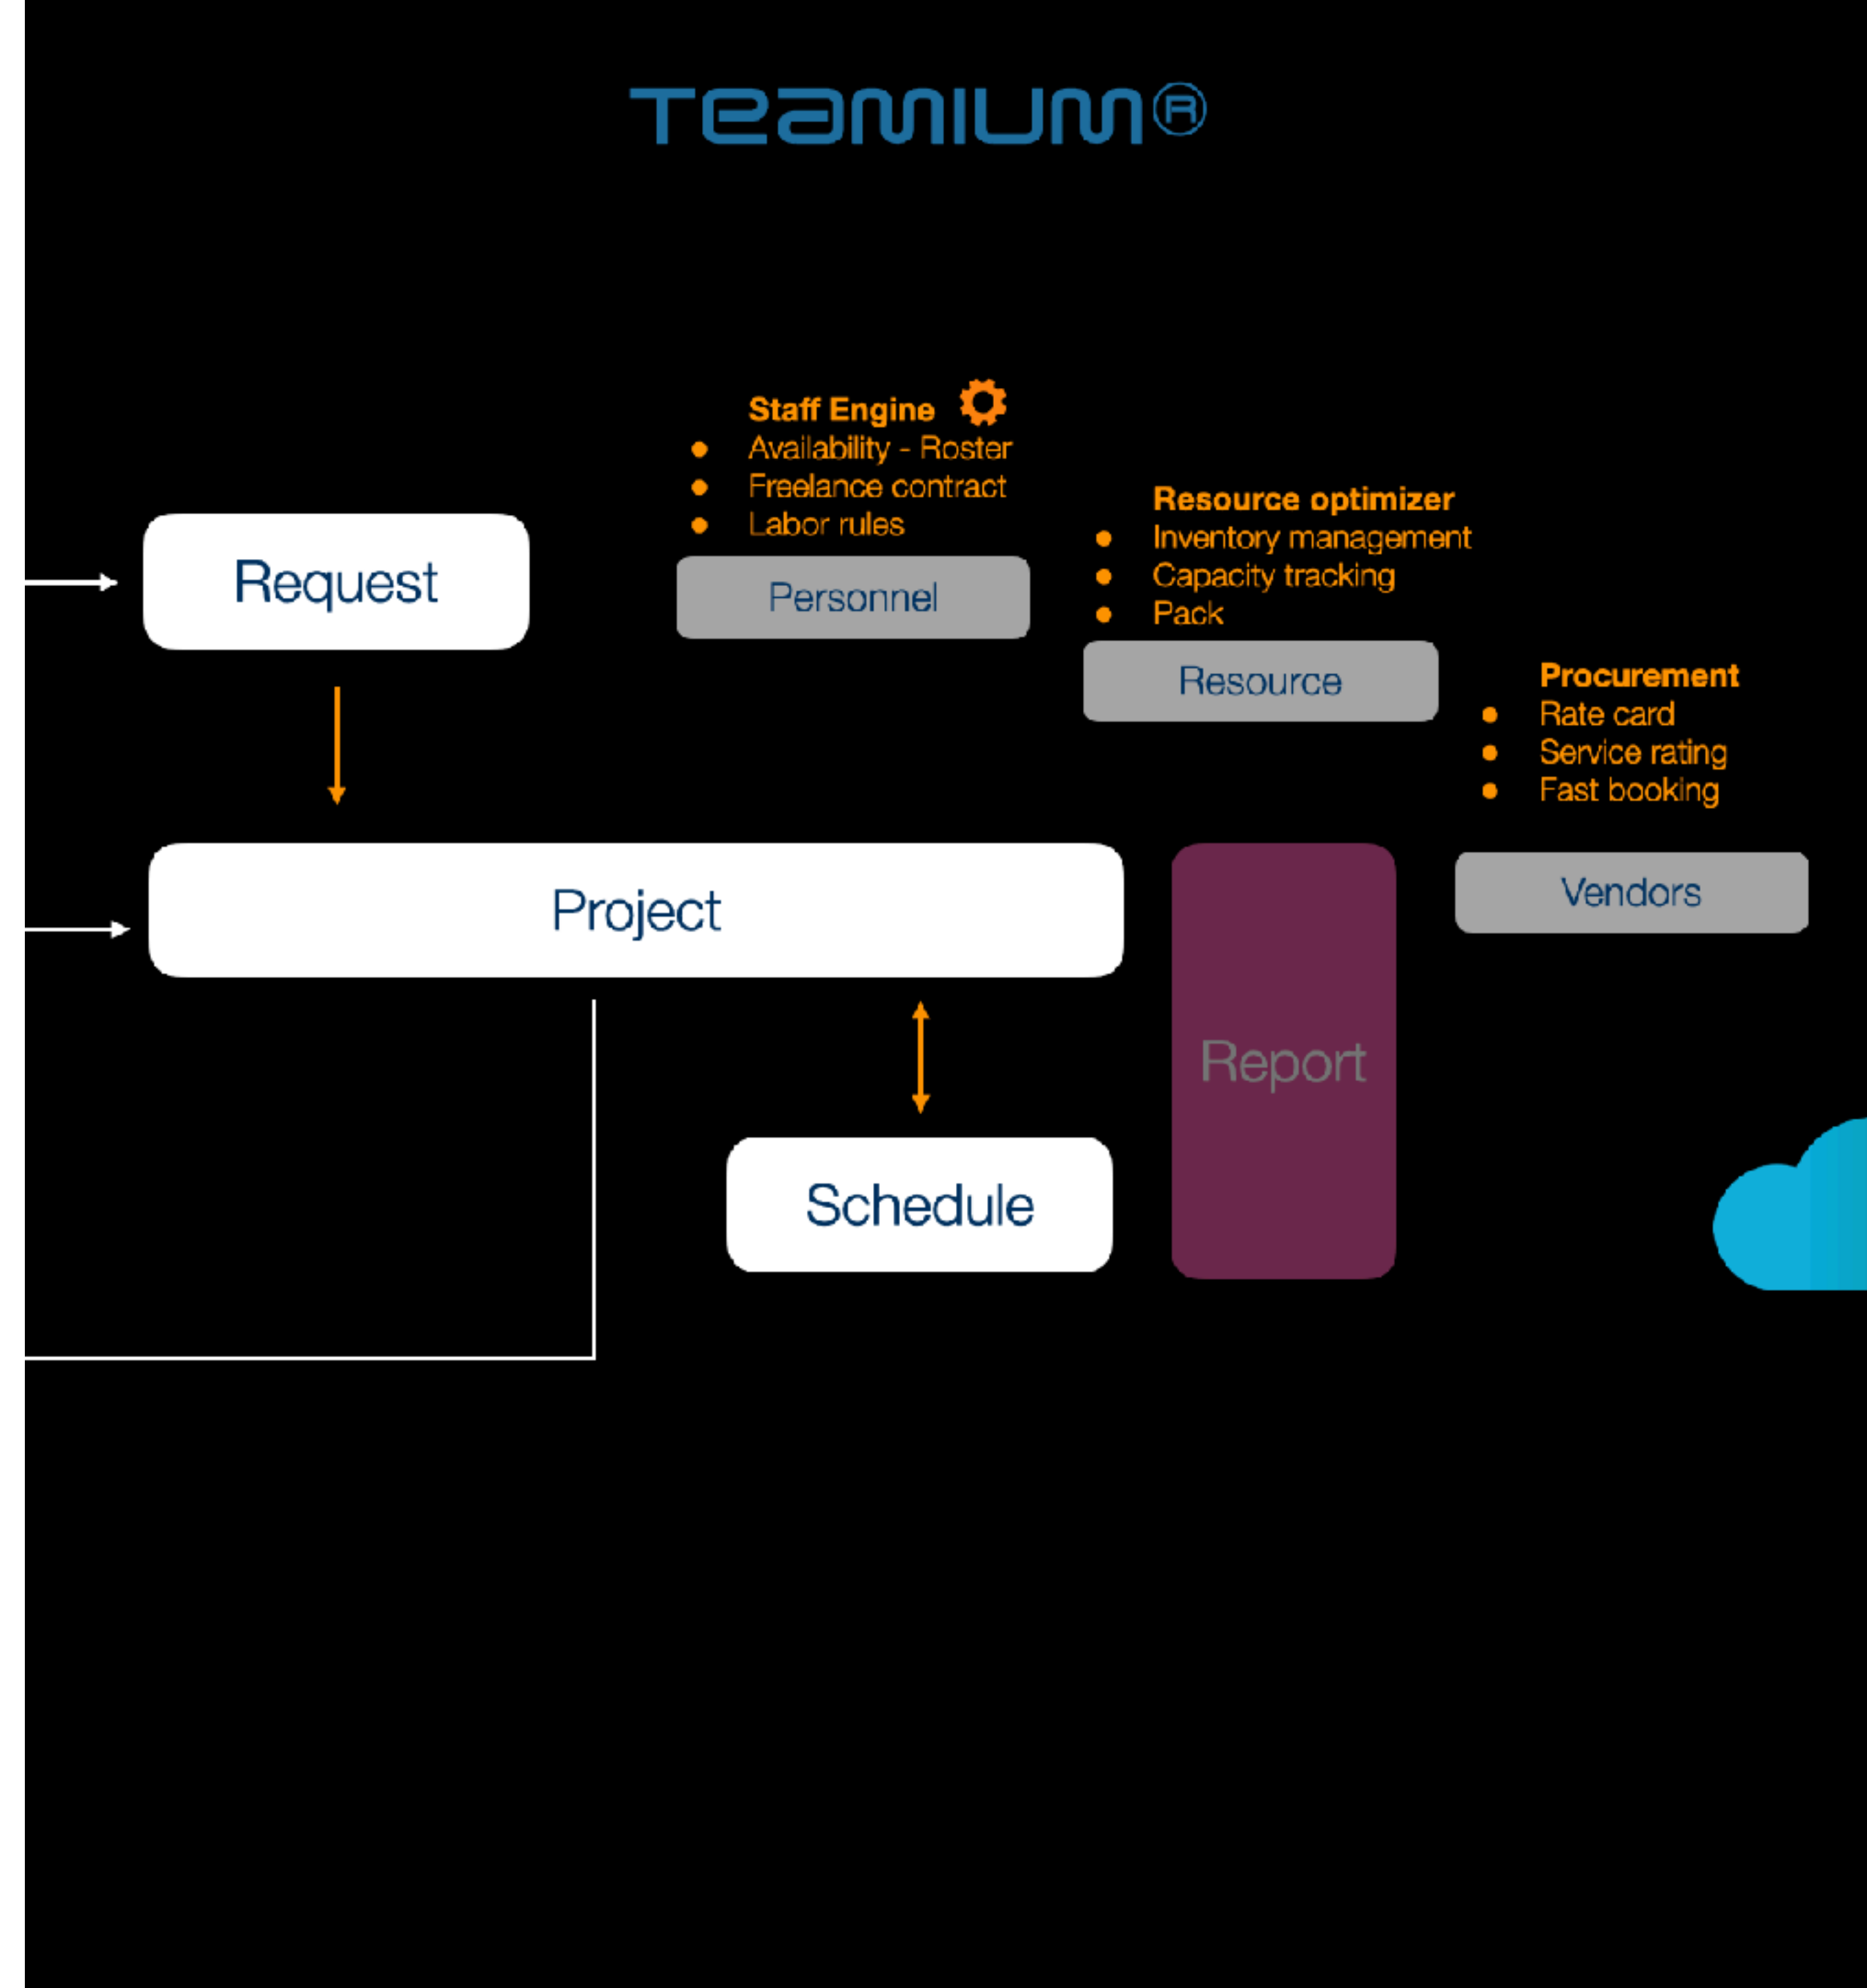 TEAMIUM®
Staff Engine
Availability - Roster
Freelance contract
Labor rules
Personnel
Resource optimizer
Inventory management
Capacity tracking
Pack
Resource
Procurement
Rate card
Service rating
Fast booking
Vendors
Request
Project
Report
Schedule